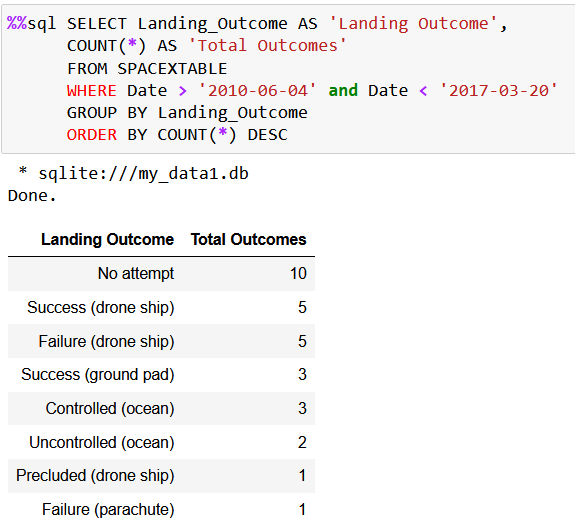 %%sql SELECT Landing_Outcome AS 'Landing Outcome',
COUNT(*) AS 'Total Outcomes'
FROM SPACEXTABLE
WHERE Date > '2010-06-04' and Date < '2017-03-20'
GROUP BY Landing_Outcome
ORDER BY COUNT(*) DESC
* sqlite:///my_data1.db
Done.
Landing Outcome Total Outcomes
No attempt 10
Success (drone ship) 5
Failure (drone ship) 5
Success (ground pad) 3
Controlled (ocean) 3
Uncontrolled (ocean) 2
Precluded (drone ship) 1
Failure (parachute) 1